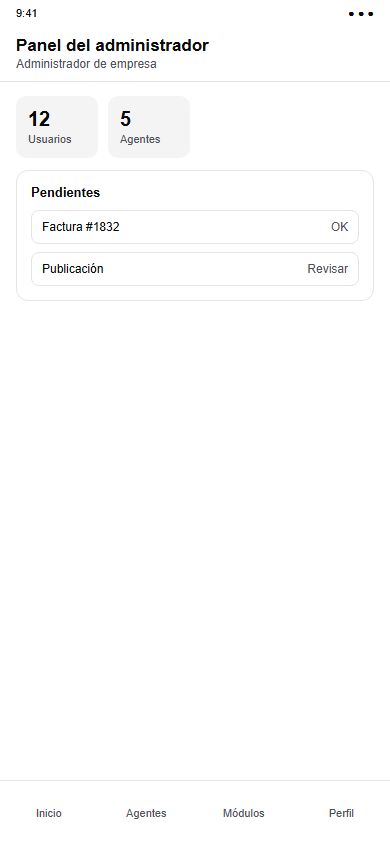 9:41
Panel del administrador
Administrador de empresa
12
Usuarios
5
Agentes
Pendientes
Factura #1832 OK
Publicación Revisar
Inicio Agentes Módulos Perfil